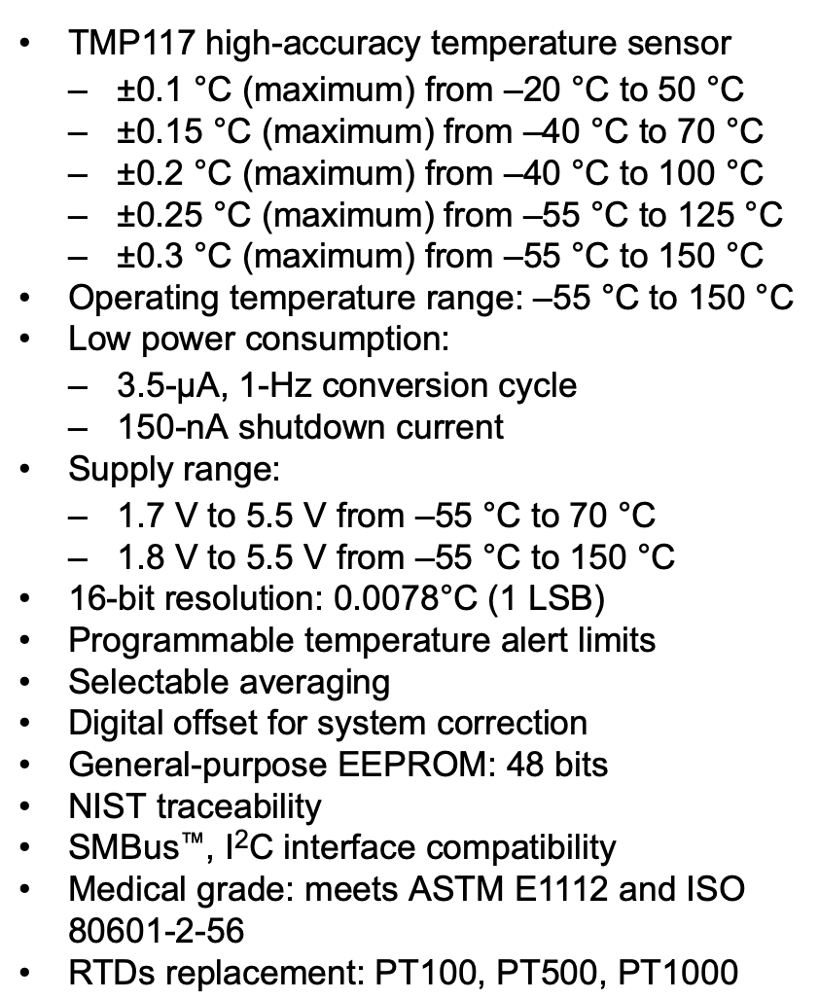 • TMP117 high-accuracy temperature sensor
– ±0.1 °C (maximum) from –20 °C to 50 °C
– ±0.15 °C (maximum) from –40 °C to 70 °C
– ±0.2 °C (maximum) from –40 °C to 100 °C
– ±0.25 °C (maximum) from –55 °C to 125 °C
– ±0.3 °C (maximum) from –55 °C to 150 °C
• Operating temperature range: –55 °C to 150 °C
• Low power consumption:
– 3.5-μA, 1-Hz conversion cycle
– 150-nA shutdown current
• Supply range:
– 1.7 V to 5.5 V from –55 °C to 70 °C
– 1.8 V to 5.5 V from –55 °C to 150 °C
• 16-bit resolution: 0.0078°C (1 LSB)
• Programmable temperature alert limits
• Selectable averaging
• Digital offset for system correction
• General-purpose EEPROM: 48 bits
• NIST traceability
• SMBus™, I²C interface compatibility
• Medical grade: meets ASTM E1112 and ISO
80601-2-56
• RTDs replacement: PT100, PT500, PT1000